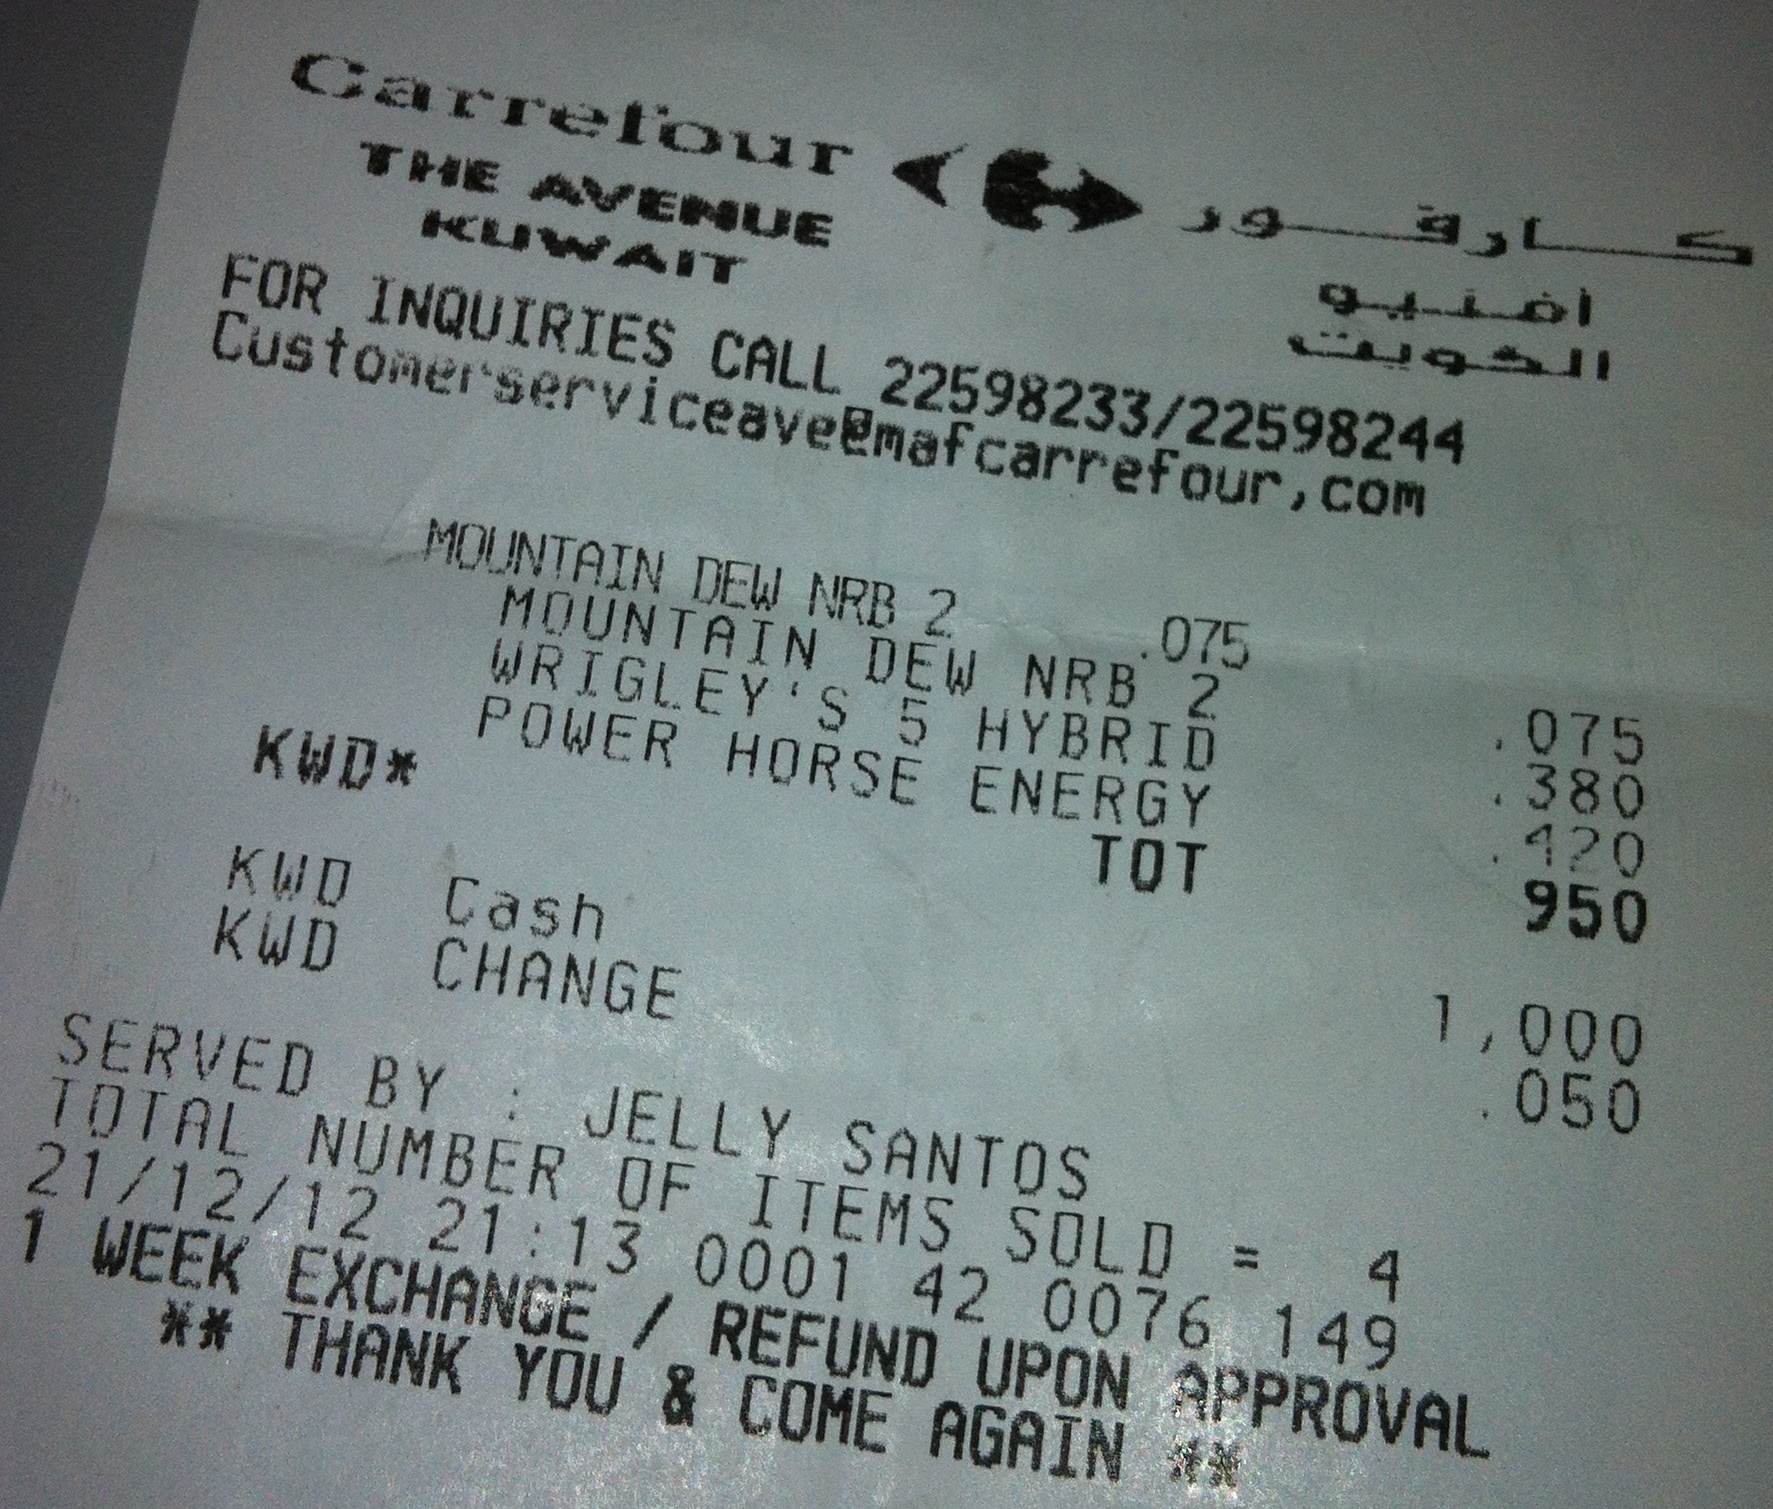 Carrefour كارفور
THE AVENUE أفنيو
KUWAIT الكويت
FOR INQUIRIES CALL 22598233/22598244
Customerserviceave@mafcarrefour,com
MOUNTAIN DEW NRB 2 .075
MOUNTAIN DEW NRB 2 .075
WRIGLEY'S 5 HYBRID .380
POWER HORSE ENERGY .420
KWD* TOT 950
KWD Cash 1,000
KWD CHANGE .050
SERVED BY : JELLY SANTOS
TOTAL NUMBER OF ITEMS SOLD = 4
21/12/12 21:13 0001 42 0076 149
1 WEEK EXCHANGE / REFUND UPON APPROVAL
** THANK YOU & COME AGAIN **